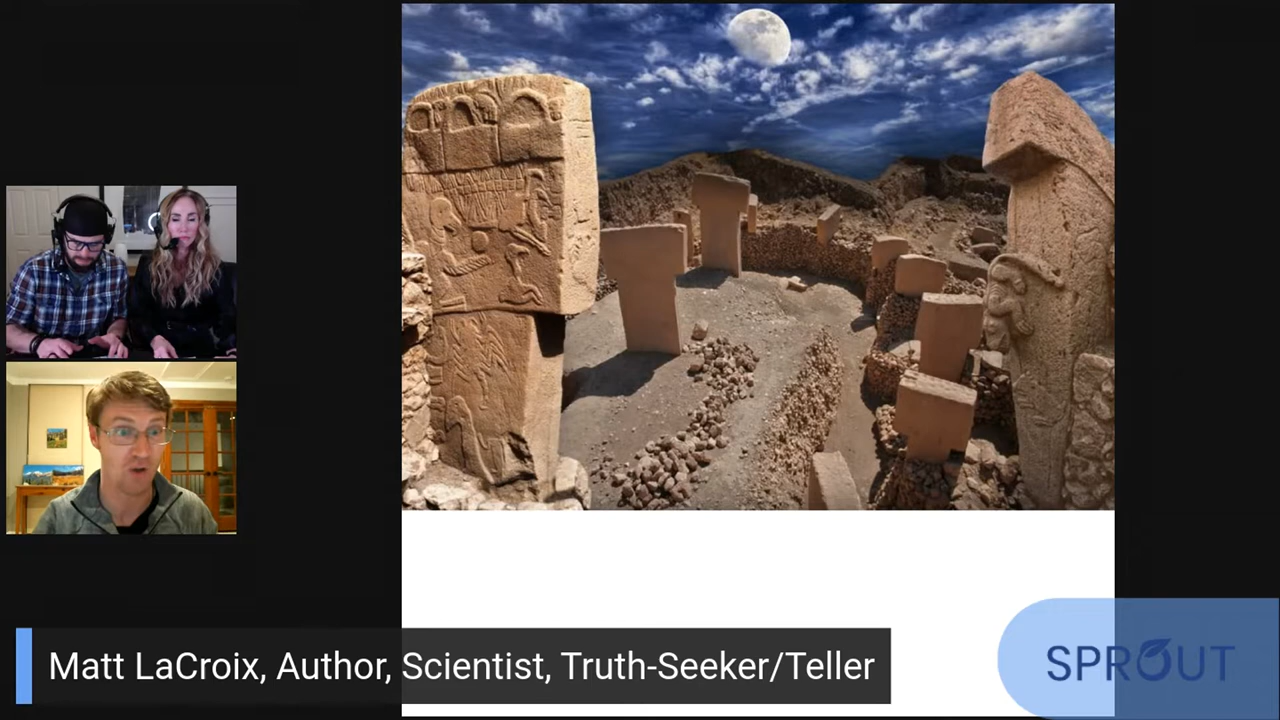 Matt LaCroix, Author, Scientist, Truth-Seeker/Teller
SPROUT